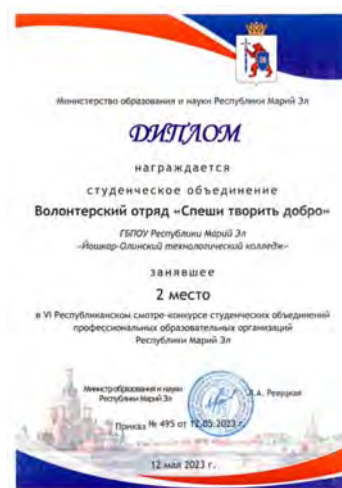 Министерство образования и науки Республики Марий Эл
ДИПЛОМ
награждается
студенческое объединение
Волонтерский отряд «Спеши творить добро»
ГБПОУ Республики Марий Эл
«Йошкар-Олинский технологический колледж»
занявшее
2 место
в VI Республиканском смотре-конкурсе студенческих объединений
профессиональных образовательных организаций
Республики Марий Эл
Министр образования и науки
Республики Марий Эл
Л.А. Ревуцкая
Приказ № 495 от 12.05.2023 г.
12 мая 2023 г.